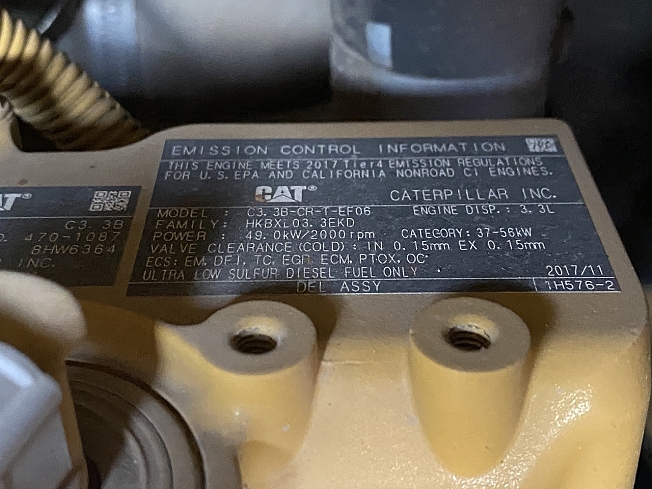 EMISSION CONTROL INFORMATION
THIS ENGINE MEETS 2017 Tier4 EMISSION REGULATIONS
FOR U.S. EPA AND CALIFORNIA NONROAD CI ENGINES.
CAT CATERPILLAR INC.
MODEL : C3.3B-CR-T-EF06 ENGINE DISP.: 3.3L
FAMILY: HKBXL03.3EKD
POWER : 49.0kW/2000rpm CATEGORY: 37-56kW
VALVE CLEARANCE(COLD): IN 0.15mm EX 0.15mm
ECS: EM, DFI, TC, EGR, ECM, PTOX, OC
ULTRA LOW SULFUR DIESEL FUEL ONLY 2017/11
DEL ASSY 1H576-2
AT
C3.3B
470-1087
8HW6364
INC.